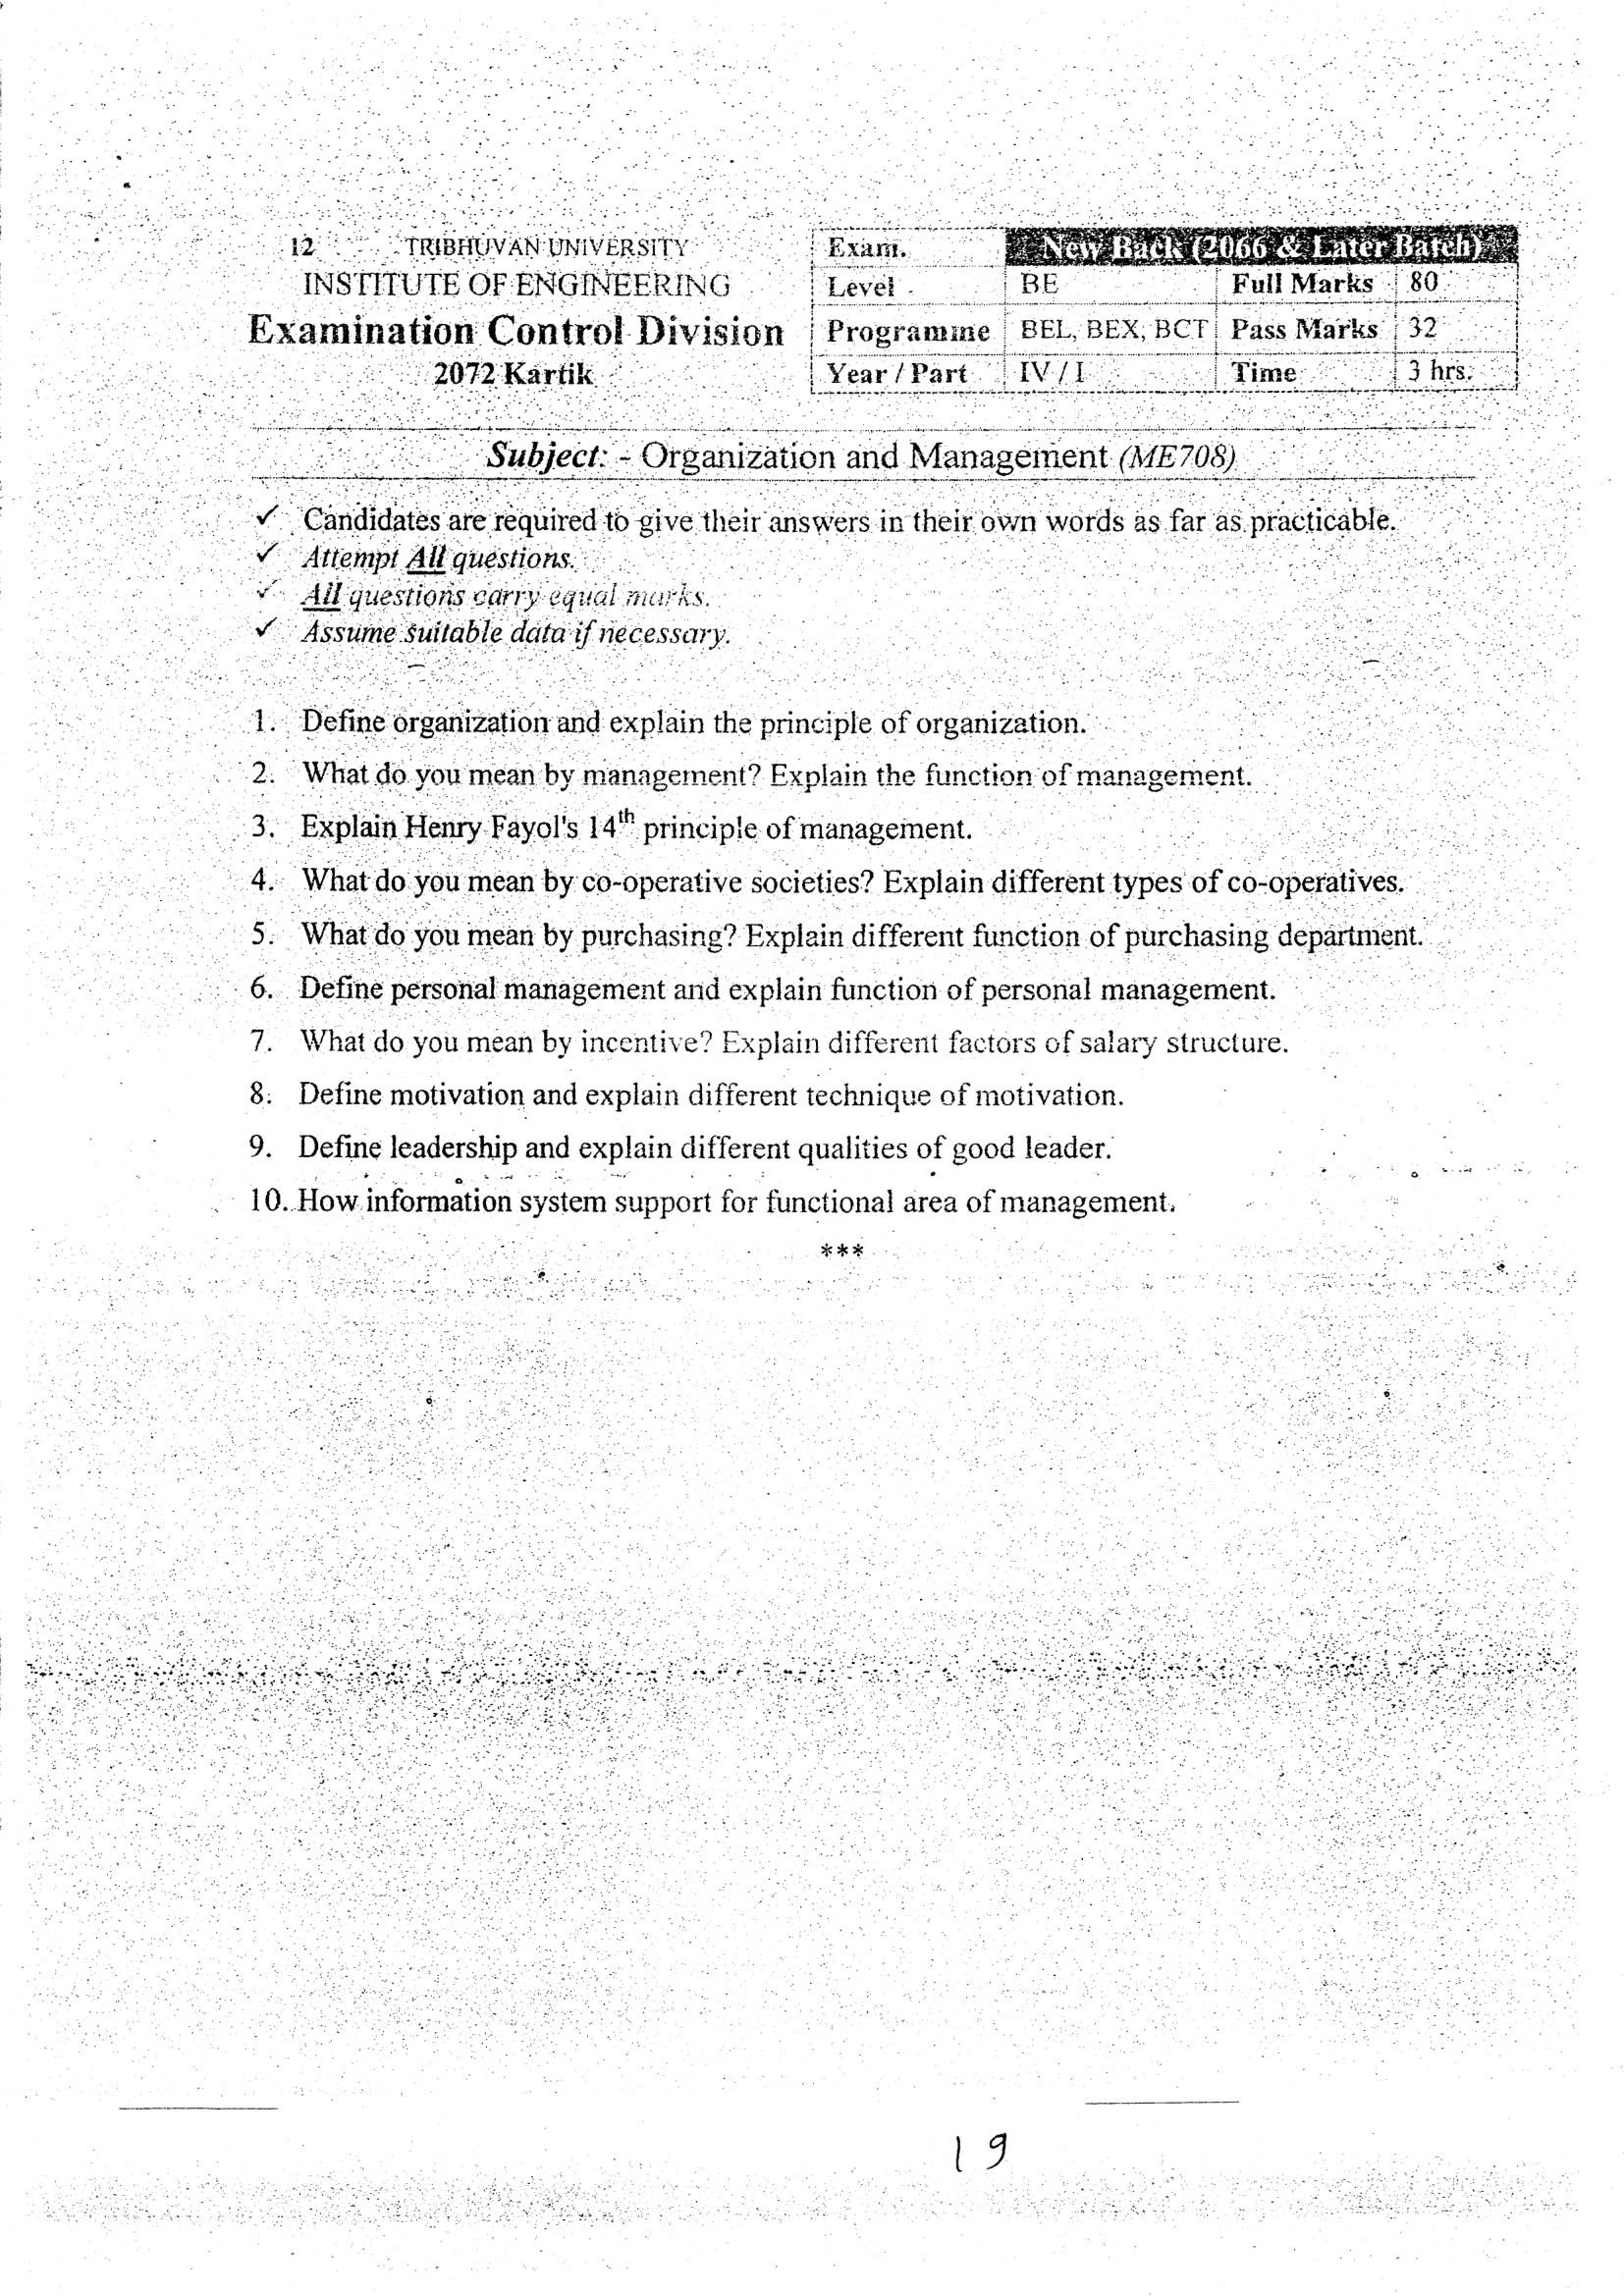 12 TRIBHUVAN UNIVERSITY
INSTITUTE OF ENGINEERING
Examination Control Division
2072 Kartik
Exam. New Back (2066 & Later Batch)
Level BE Full Marks 80
Programme BEL, BEX, BCT Pass Marks 32
Year / Part IV / I Time 3 hrs.
Subject: - Organization and Management (ME708)
✓ Candidates are required to give their answers in their own words as far as practicable.
✓ Attempt All questions.
✓ All questions carry equal marks.
✓ Assume suitable data if necessary.
1. Define organization and explain the principle of organization.
2. What do you mean by management? Explain the function of management.
3. Explain Henry Fayol's 14th principle of management.
4. What do you mean by co-operative societies? Explain different types of co-operatives.
5. What do you mean by purchasing? Explain different function of purchasing department.
6. Define personal management and explain function of personal management.
7. What do you mean by incentive? Explain different factors of salary structure.
8. Define motivation and explain different technique of motivation.
9. Define leadership and explain different qualities of good leader.
10. How information system support for functional area of management.
***
19